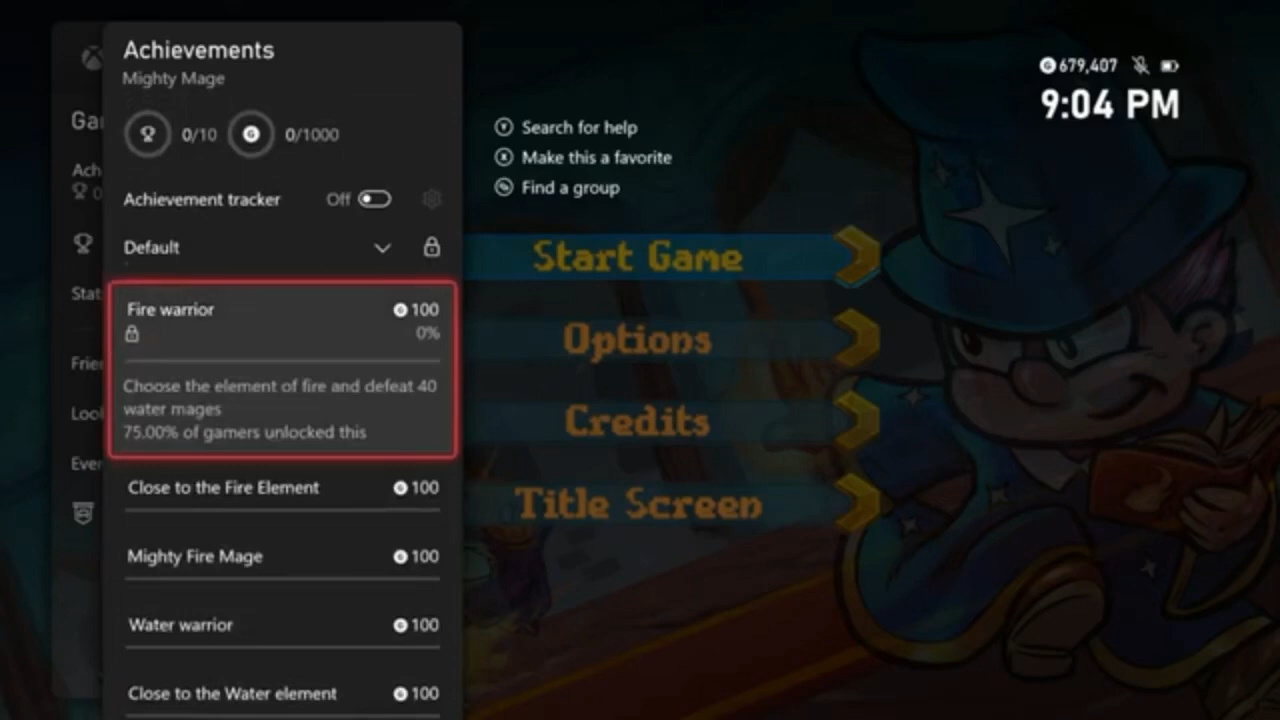 Achievements
Mighty Mage
0/10
0/1000
Achievement tracker
Off
Default
Fire warrior
100
0%
Choose the element of fire and defeat 40
water mages
75.00% of gamers unlocked this
Close to the Fire Element
100
Mighty Fire Mage
100
Water warrior
100
Close to the Water element
100
Search for help
Make this a favorite
Find a group
Start Game
Options
Credits
Title Screen
679,407
9:04 PM